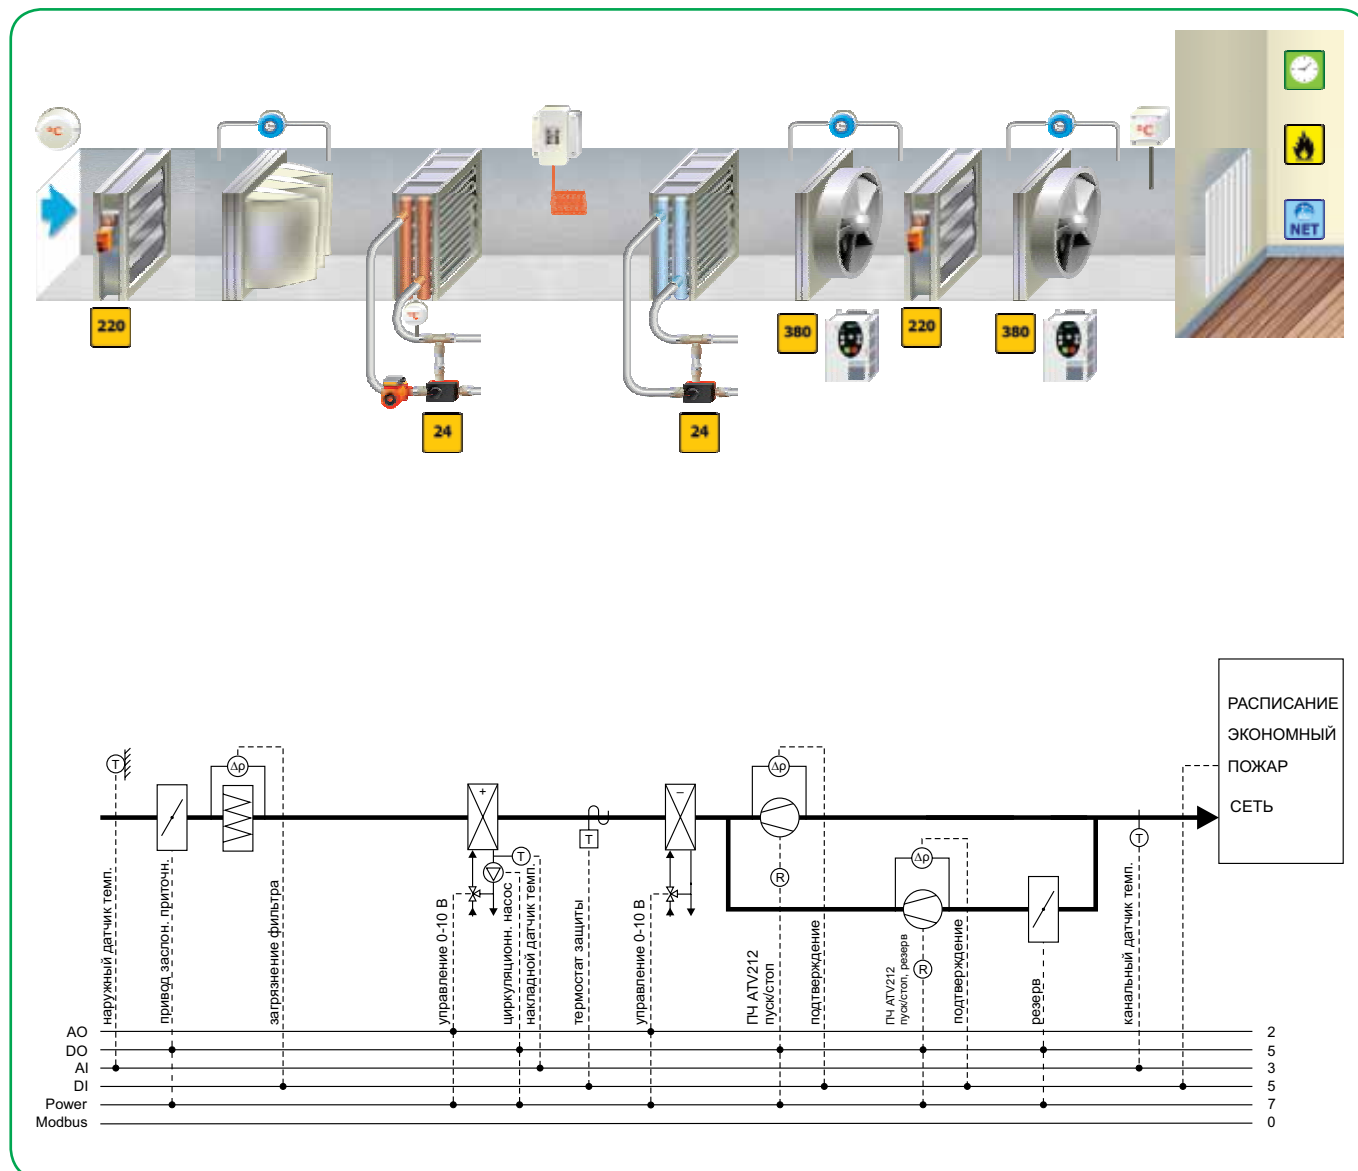 °C
°C
°C
NET
220
380
220
380
24
24
РАСПИСАНИЕ
ЭКОНОМНЫЙ
ПОЖАР
СЕТЬ
T
Δρ
+
T
T
–
Δρ
R
Δρ
R
T
наружный датчик темп.
привод заслон. приточн.
загрязнение фильтра
управление 0-10 В
циркуляционн. насос
накладной датчик темп.
термостат защиты
управление 0-10 В
ПЧ ATV212
пуск/стоп
подтверждение
ПЧ ATV212
пуск/стоп, резерв
подтверждение
резерв
канальный датчик темп.
AO 2
DO 5
AI 3
DI 5
Power 7
Modbus 0